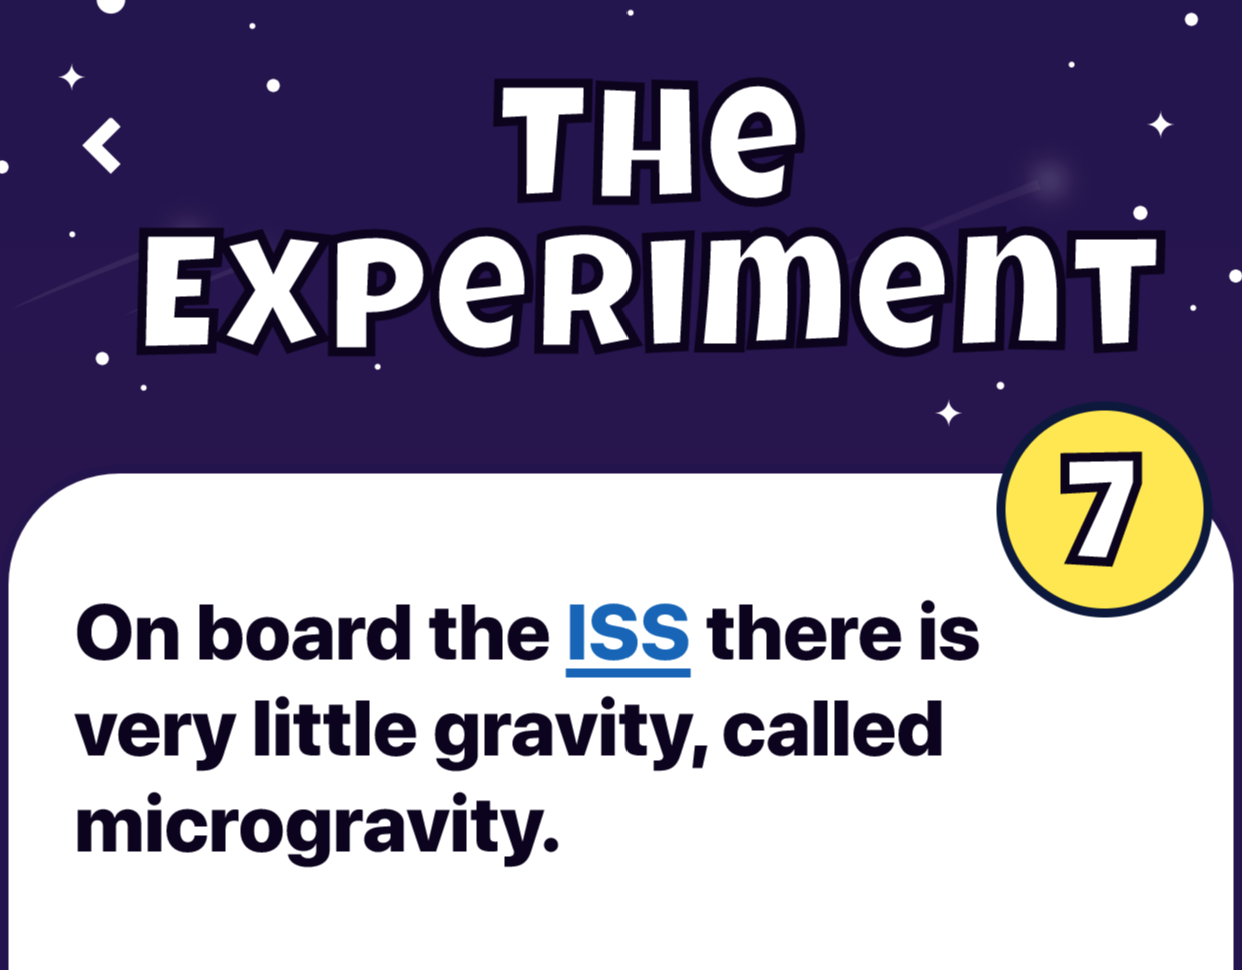 THE
EXPERIMENT
7
On board the ISS there is
very little gravity, called
microgravity.